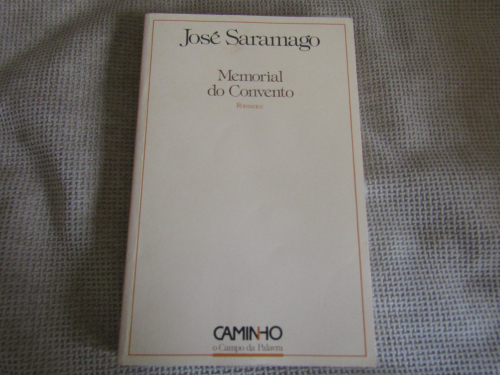 José Saramago
Memorial
do Convento
Romance
CAMINHO
o Campo da Palavra